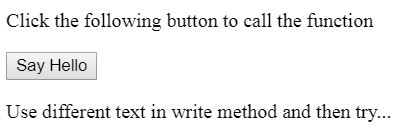 Click the following button to call the function
Say Hello
Use different text in write method and then try...